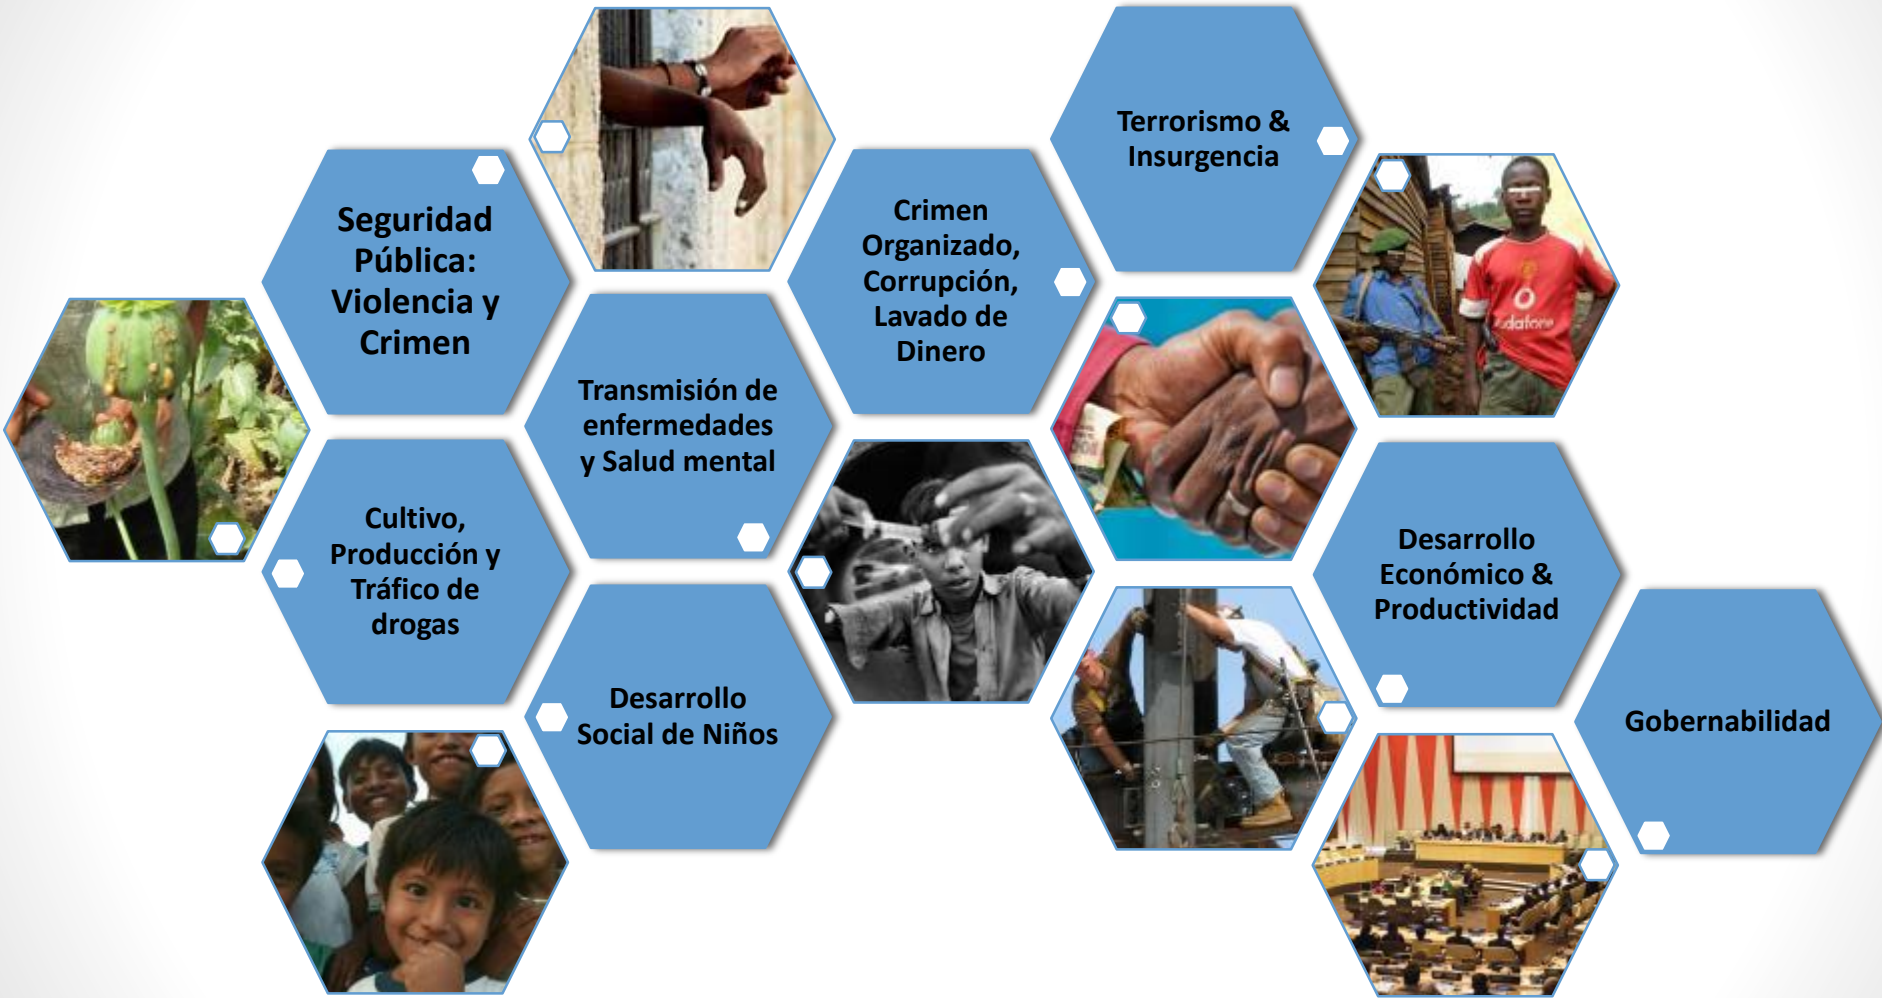 Terrorismo &
Insurgencia
Seguridad
Pública:
Violencia y
Crimen
Crimen
Organizado,
Corrupción,
Lavado de
Dinero
Transmisión de
enfermedades
y Salud mental
Cultivo,
Producción y
Tráfico de
drogas
Desarrollo
Económico &
Productividad
Desarrollo
Social de Niños
Gobernabilidad